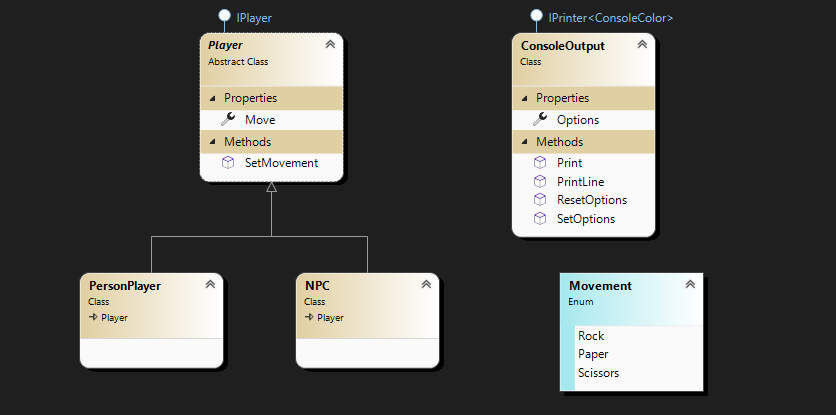 IPlayer
Player
Abstract Class
Properties
Move
Methods
SetMovement
IPrinter<ConsoleColor>
ConsoleOutput
Class
Properties
Options
Methods
Print
PrintLine
ResetOptions
SetOptions
PersonPlayer
Class
Player
NPC
Class
Player
Movement
Enum
Rock
Paper
Scissors